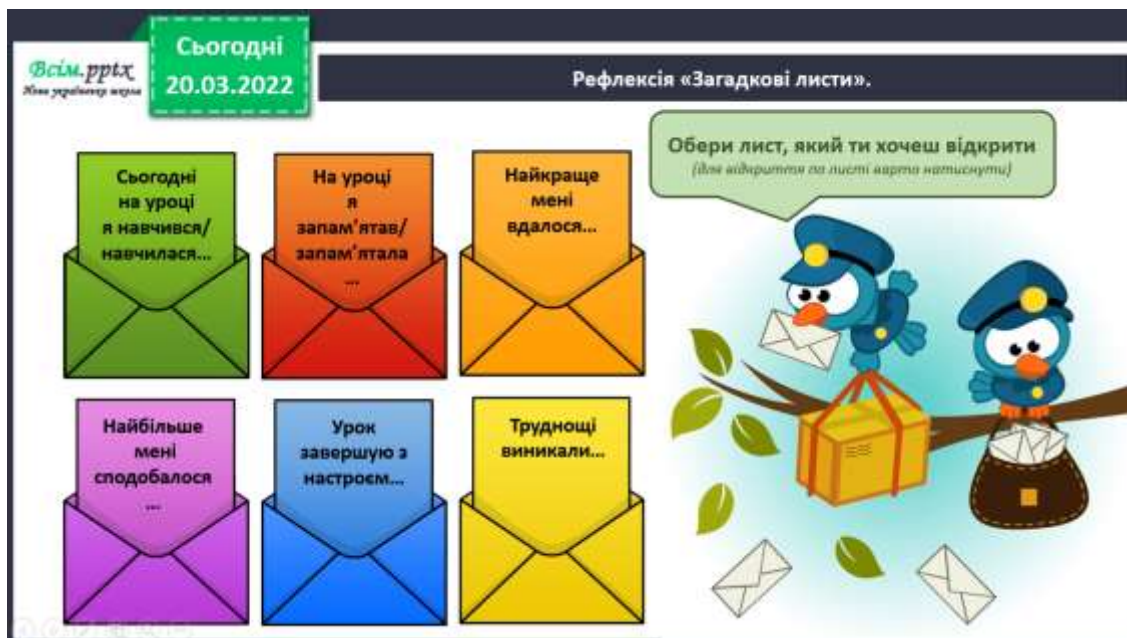 Всім.pptx
Нова українська школа
Сьогодні
20.03.2022
Рефлексія «Загадкові листи».
Обери лист, який ти хочеш відкрити
(для відкриття по листі варто натиснути)
Сьогодні
на уроці
я навчився/
навчилася...
На уроці
я
запам’ятав/
запам’ятала
...
Найкраще
мені
вдалося...
Найбільше
мені
сподобалося
...
Урок
завершую з
настроєм...
Труднощі
виникали...